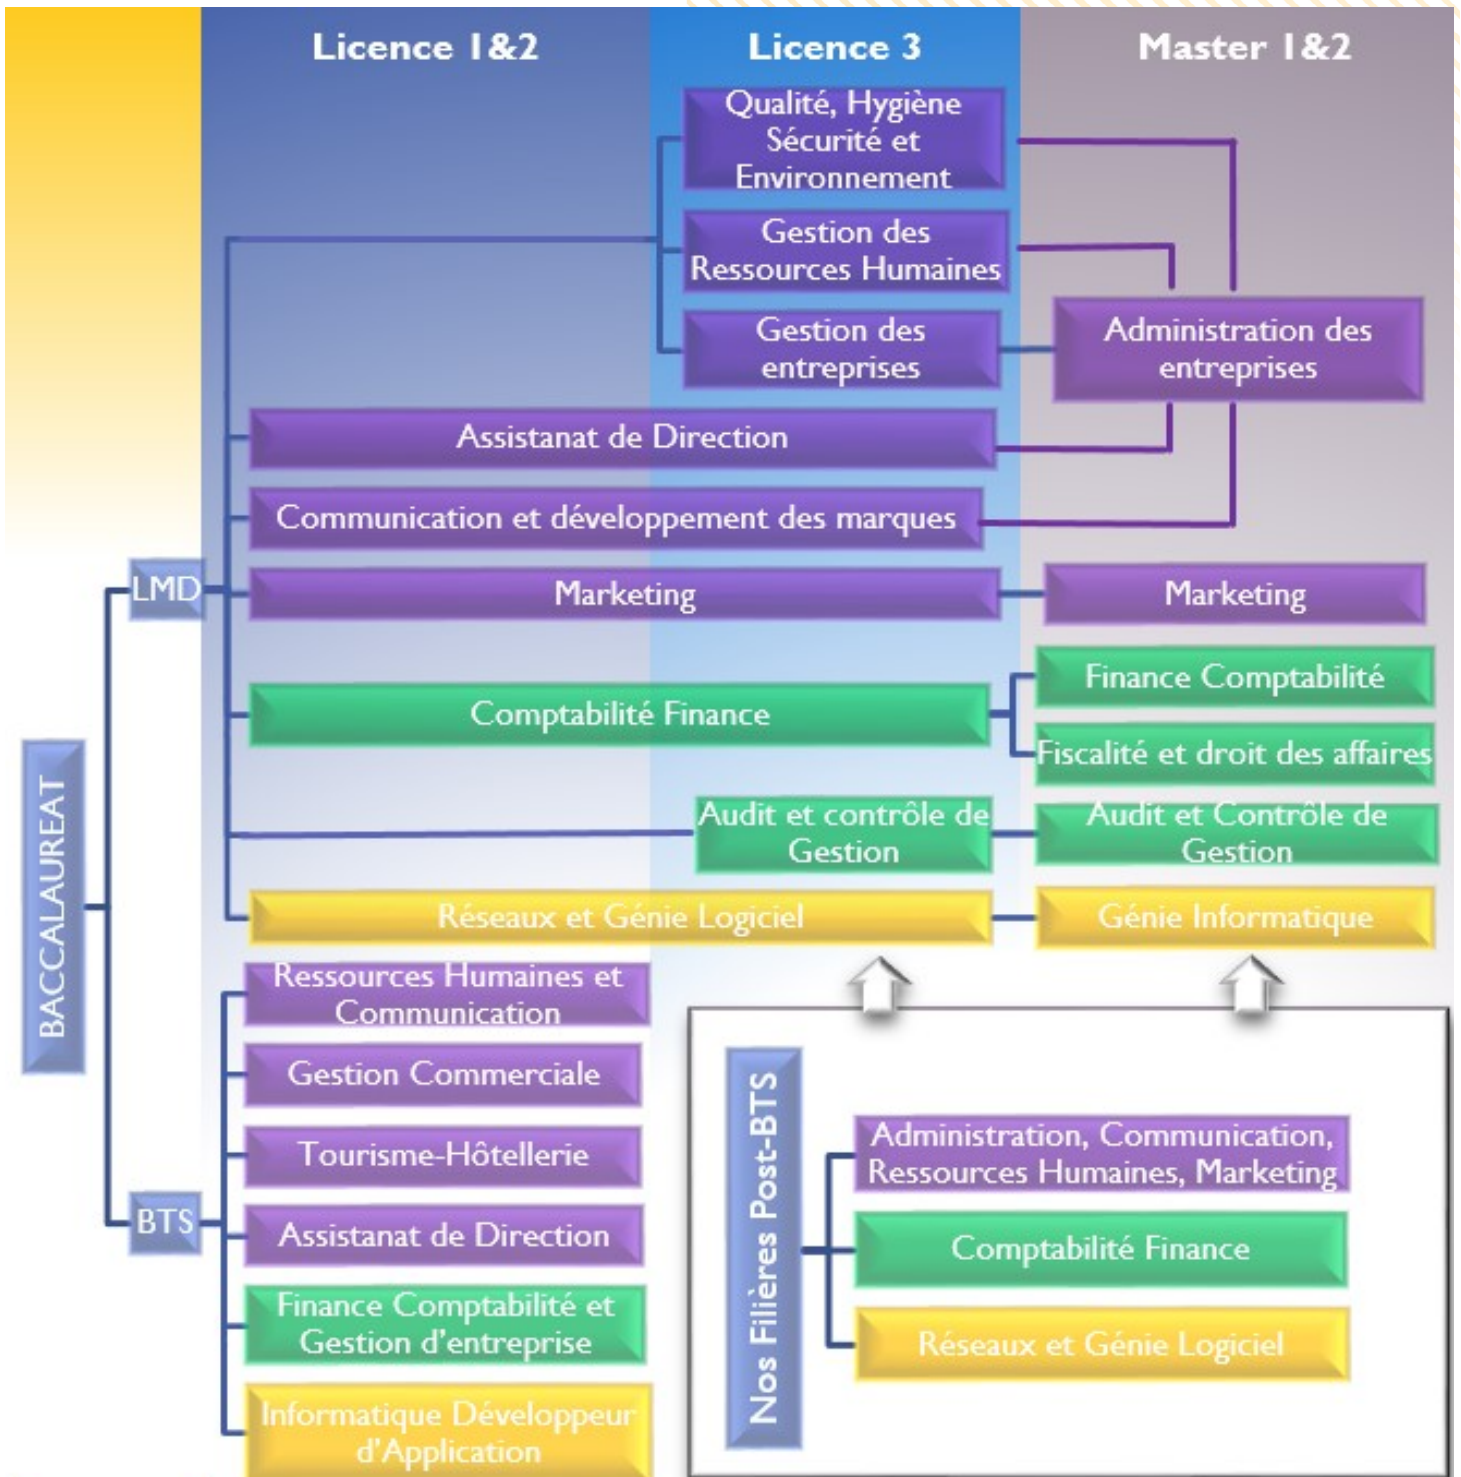 Licence 1&2
Licence 3
Master 1&2
Qualité, Hygiène
Sécurité et
Environnement
Gestion des
Ressources Humaines
Gestion des
entreprises
Administration des
entreprises
Assistanat de Direction
Communication et développement des marques
LMD
Marketing
Marketing
Comptabilité Finance
Finance Comptabilité
Fiscalité et droit des affaires
Audit et contrôle de
Gestion
Audit et Contrôle de
Gestion
Réseaux et Génie Logiciel
Génie Informatique
BACCALAUREAT
BTS
Ressources Humaines et
Communication
Gestion Commerciale
Tourisme-Hôtellerie
Assistanat de Direction
Finance Comptabilité et
Gestion d'entreprise
Informatique Développeur
d'Application
Nos Filières Post-BTS
Administration, Communication,
Ressources Humaines, Marketing
Comptabilité Finance
Réseaux et Génie Logiciel